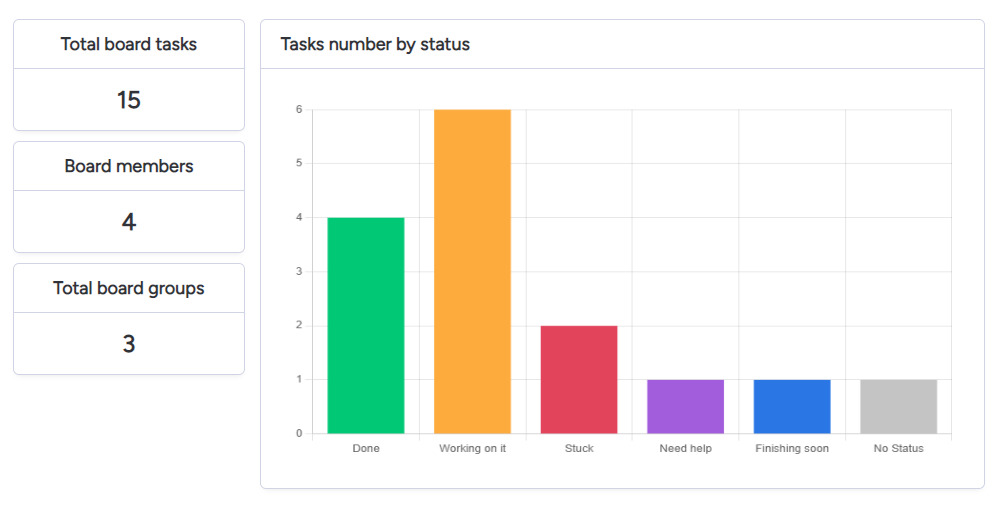 Total board tasks
15
Board members
4
Total board groups
3
Tasks number by status
6
5
4
3
2
1
0
Done Working on it Stuck Need help Finishing soon No Status